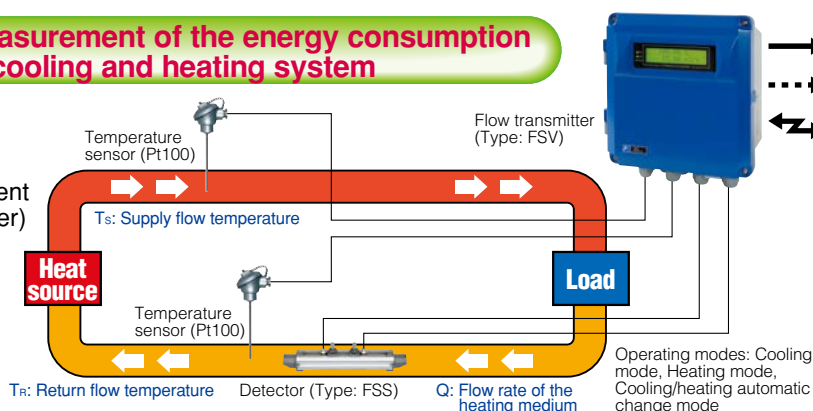 asurement of the energy consumption
cooling and heating system
Temperature
sensor (Pt100)
Flow transmitter
(Type: FSV)
ent
er)
Ts: Supply flow temperature
Heat
source
Load
Temperature
sensor (Pt100)
TR: Return flow temperature
Detector (Type: FSS)
Q: Flow rate of the
heating medium
Operating modes: Cooling
mode, Heating mode,
Cooling/heating automatic
change mode